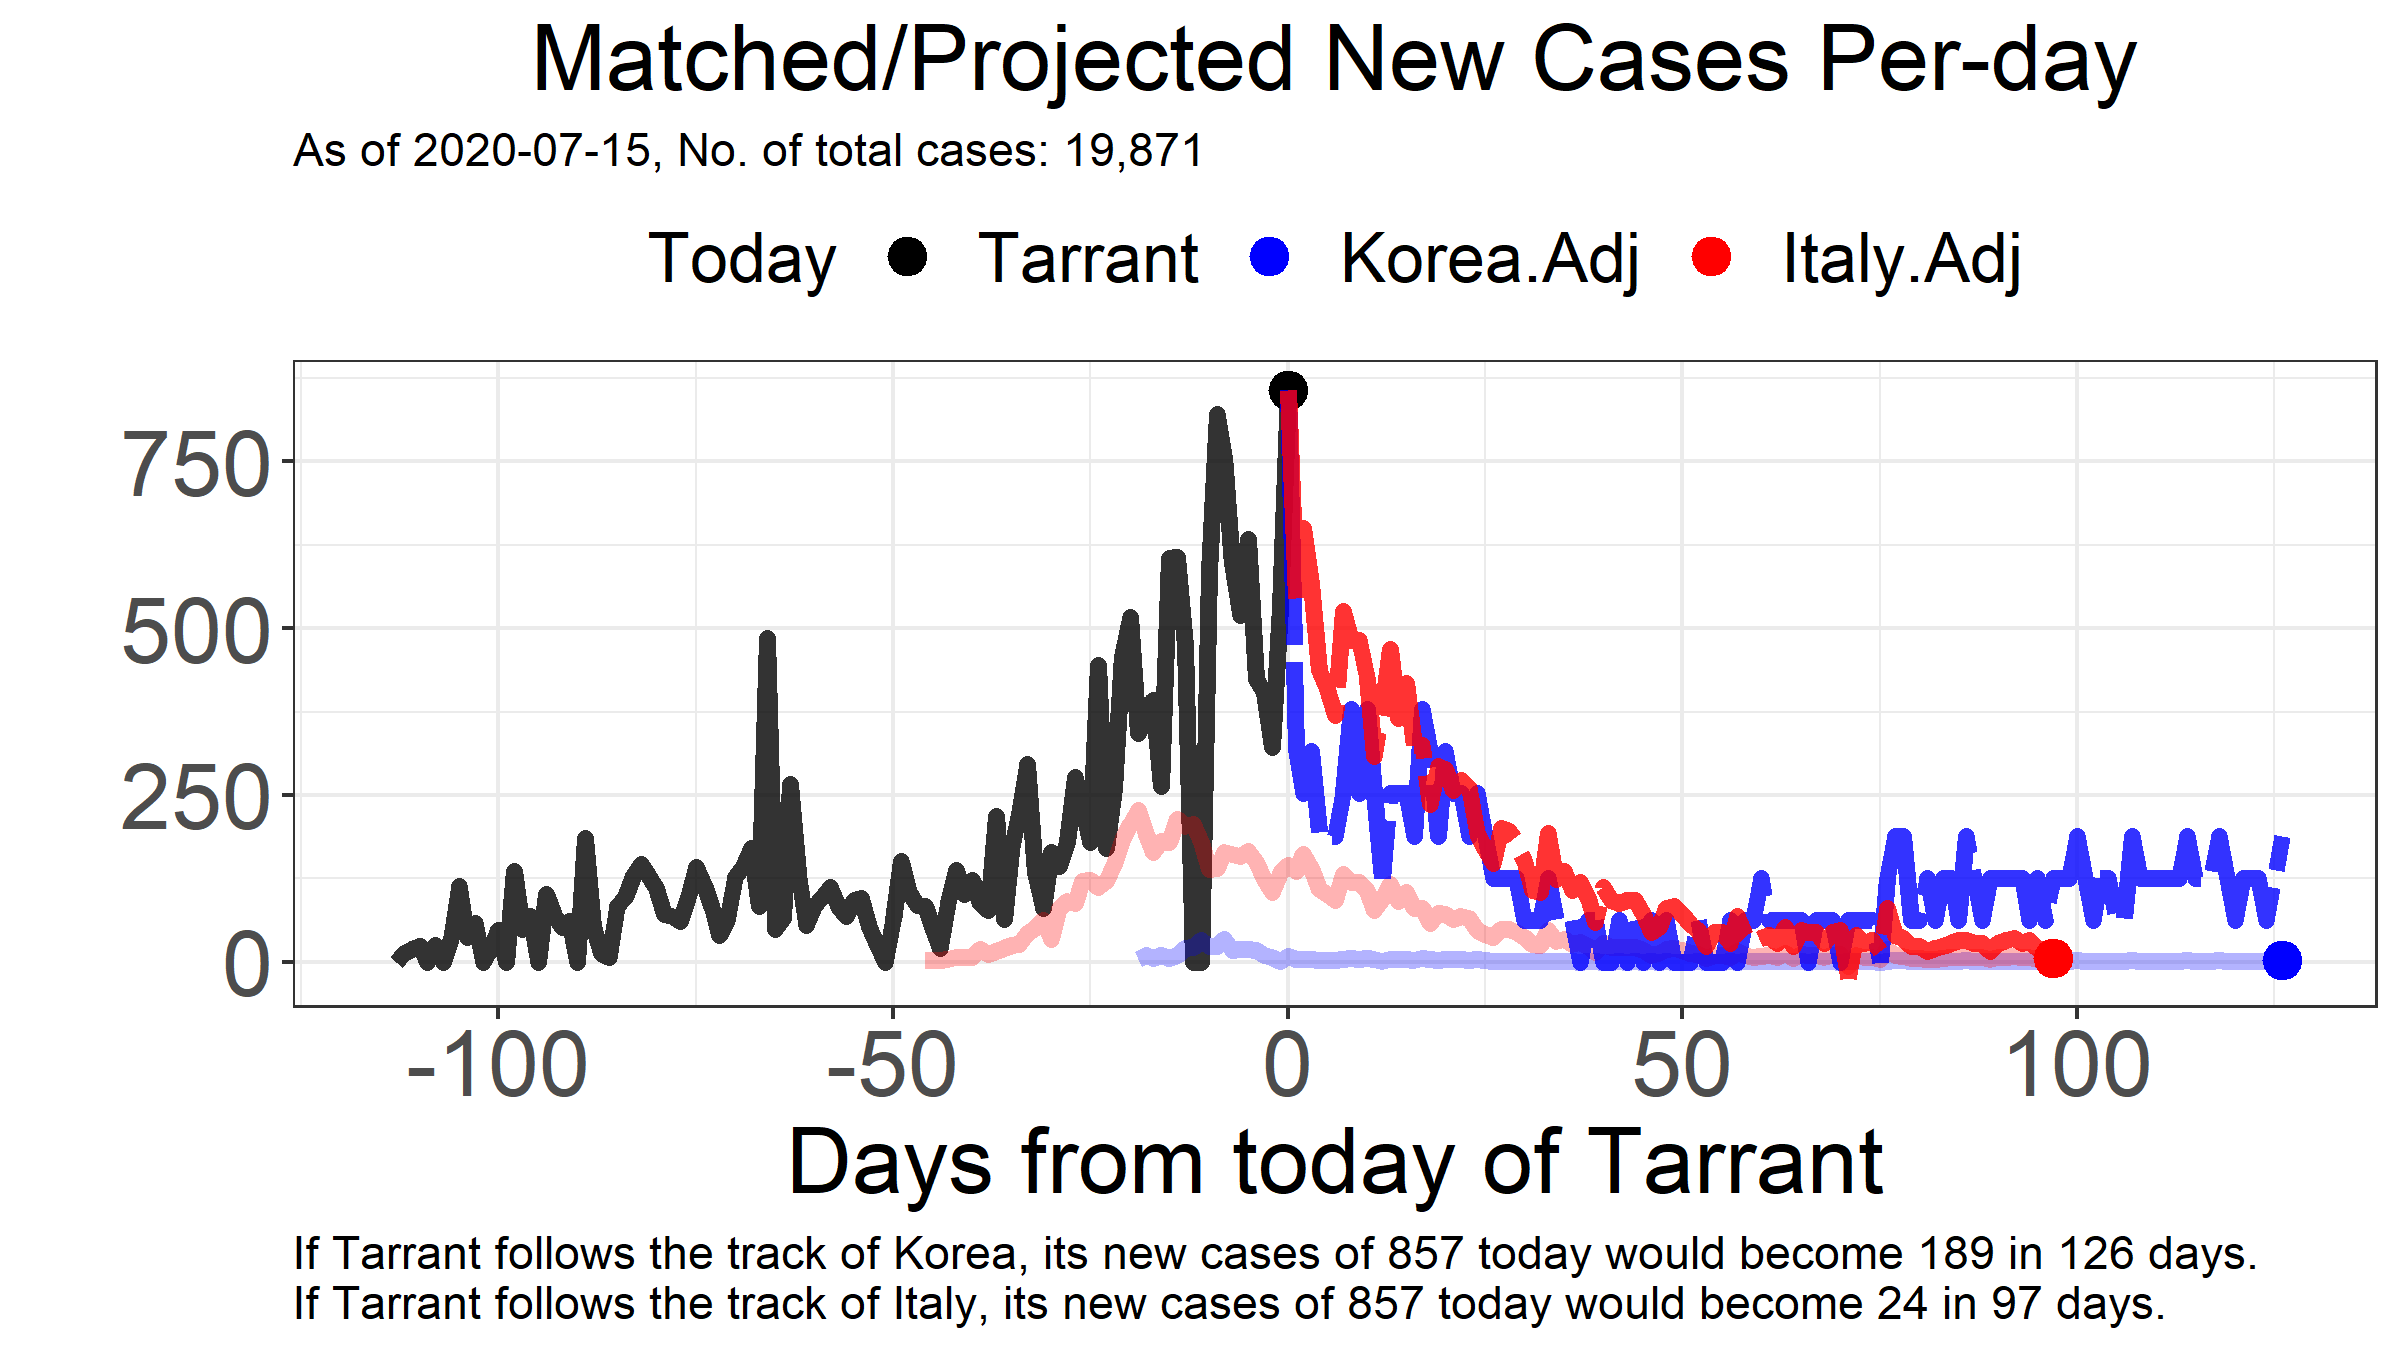 Matched/Projected New Cases Per-day
As of 2020-07-15, No. of total cases: 19,871
Today Tarrant Korea.Adj Italy.Adj
750
500
250
0
-100 -50 0 50 100
Days from today of Tarrant
If Tarrant follows the track of Korea, its new cases of 857 today would become 189 in 126 days.
If Tarrant follows the track of Italy, its new cases of 857 today would become 24 in 97 days.